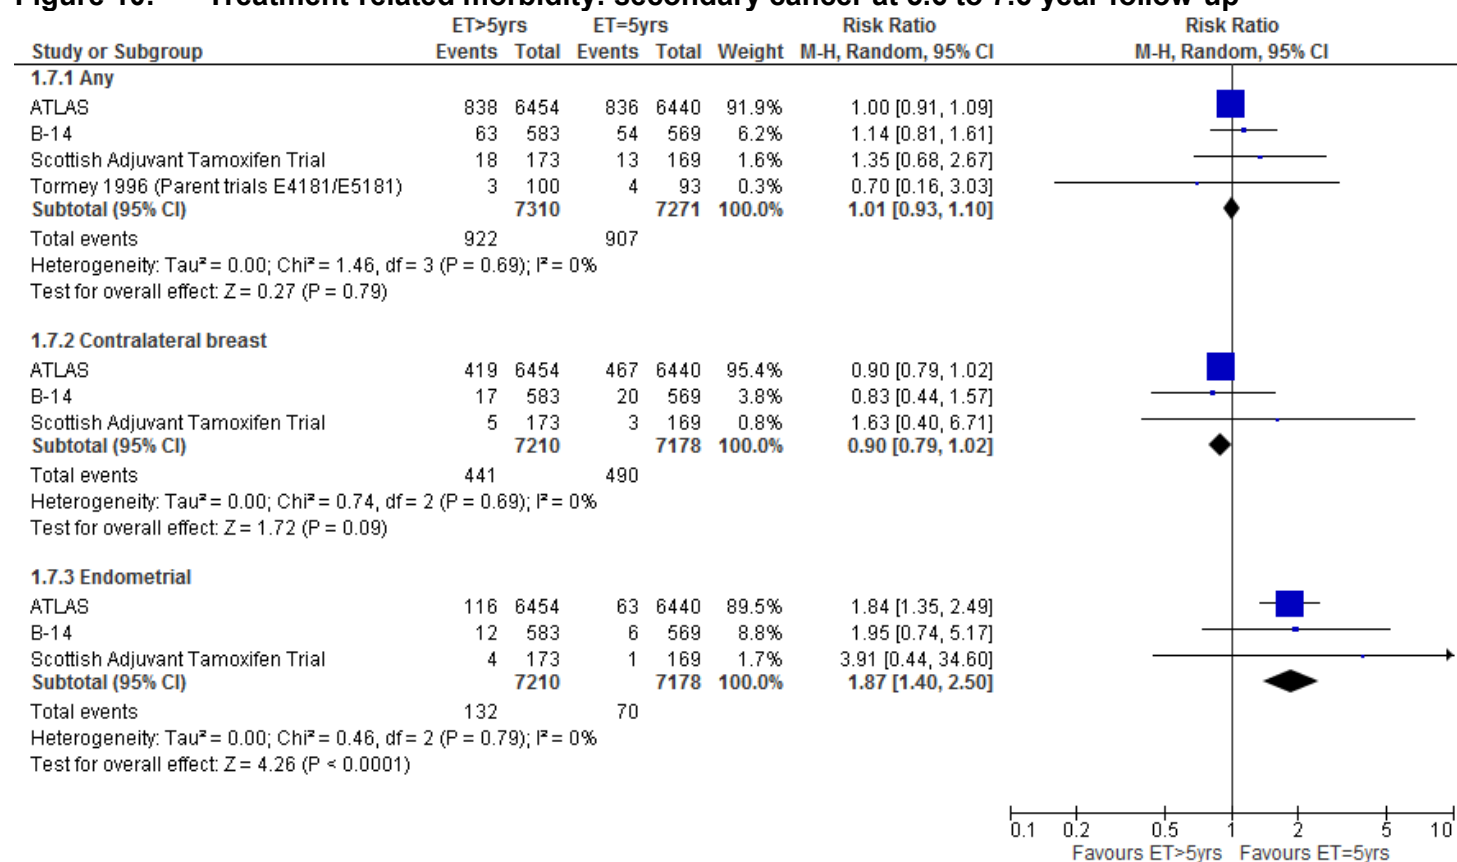 Figure 10: Treatment related morbidity: secondary cancer at 5.6 to 7.6 year follow-up
ET>5yrs ET=5yrs Risk Ratio Risk Ratio
Study or Subgroup Events Total Events Total Weight M-H, Random, 95% CI M-H, Random, 95% CI
1.7.1 Any
ATLAS 838 6454 836 6440 91.9% 1.00 [0.91, 1.09]
B-14 63 583 54 569 6.2% 1.14 [0.81, 1.61]
Scottish Adjuvant Tamoxifen Trial 18 173 13 169 1.6% 1.35 [0.68, 2.67]
Tormey 1996 (Parent trials E4181/E5181) 3 100 4 93 0.3% 0.70 [0.16, 3.03]
Subtotal (95% CI) 7310 7271 100.0% 1.01 [0.93, 1.10]
Total events 922 907
Heterogeneity: Tau² = 0.00; Chi² = 1.46, df = 3 (P = 0.69); I² = 0%
Test for overall effect: Z = 0.27 (P = 0.79)
1.7.2 Contralateral breast
ATLAS 419 6454 467 6440 95.4% 0.90 [0.79, 1.02]
B-14 17 583 20 569 3.8% 0.83 [0.44, 1.57]
Scottish Adjuvant Tamoxifen Trial 5 173 3 169 0.8% 1.63 [0.40, 6.71]
Subtotal (95% CI) 7210 7178 100.0% 0.90 [0.79, 1.02]
Total events 441 490
Heterogeneity: Tau² = 0.00; Chi² = 0.74, df = 2 (P = 0.69); I² = 0%
Test for overall effect: Z = 1.72 (P = 0.09)
1.7.3 Endometrial
ATLAS 116 6454 63 6440 89.5% 1.84 [1.35, 2.49]
B-14 12 583 6 569 8.8% 1.95 [0.74, 5.17]
Scottish Adjuvant Tamoxifen Trial 4 173 1 169 1.7% 3.91 [0.44, 34.60]
Subtotal (95% CI) 7210 7178 100.0% 1.87 [1.40, 2.50]
Total events 132 70
Heterogeneity: Tau² = 0.00; Chi² = 0.46, df = 2 (P = 0.79); I² = 0%
Test for overall effect: Z = 4.26 (P < 0.0001)
0.1 0.2 0.5 1 2 5 10
Favours ET>5yrs Favours ET=5yrs